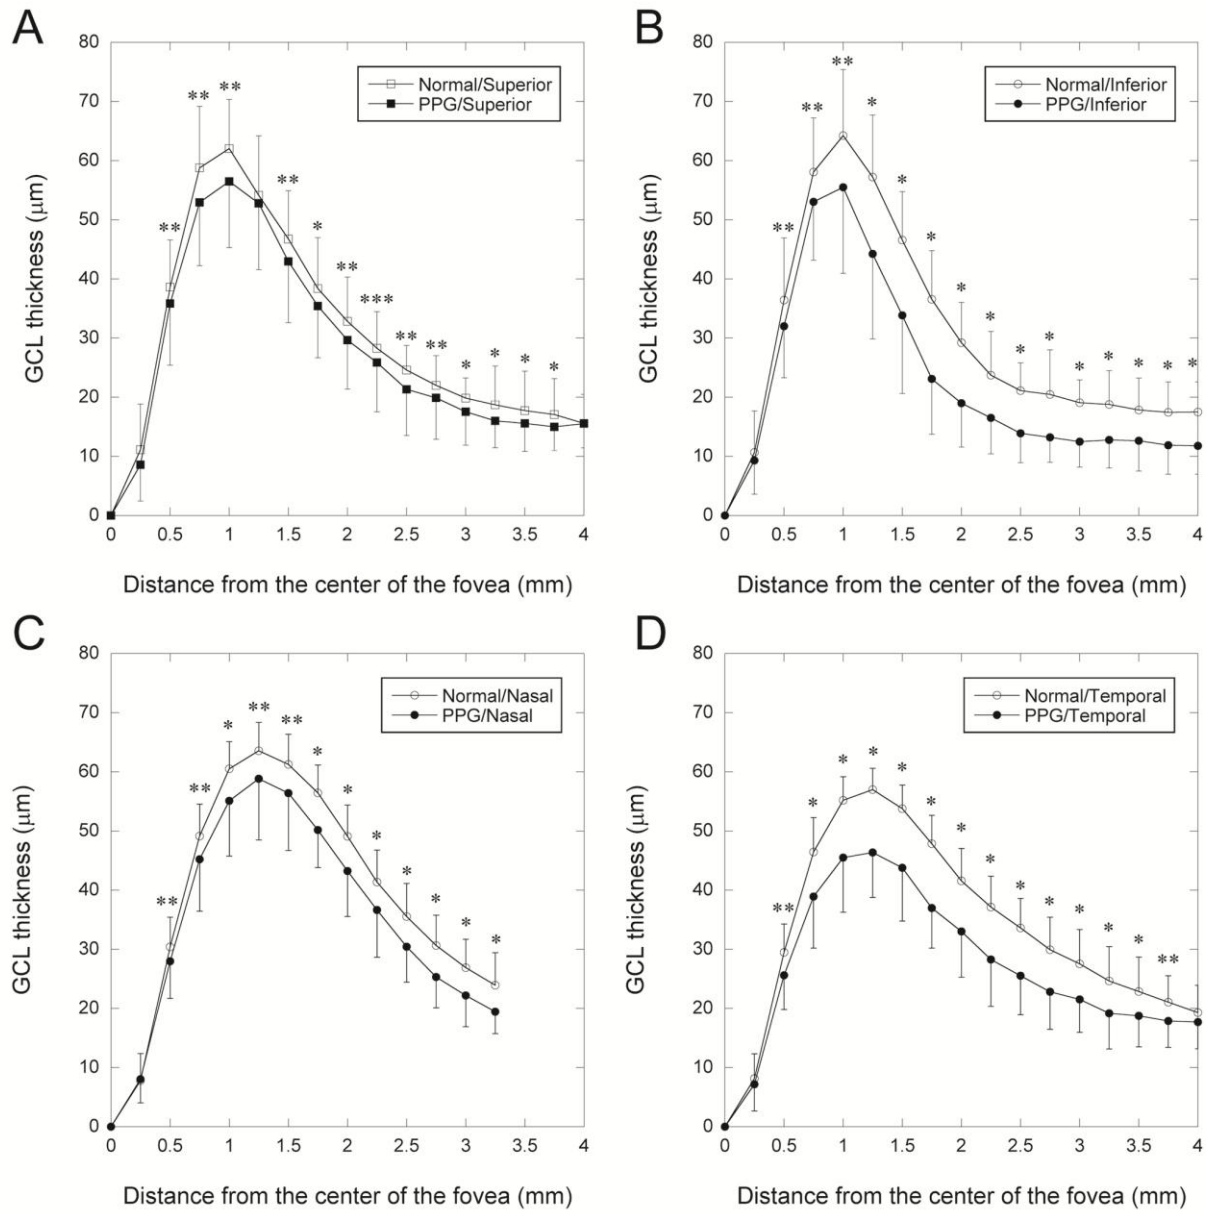 A
GCL thickness (μm)
80
70
60
50
40
30
20
10
0
Normal/Superior
PPG/Superior
** ** ** ** * ** *** ** ** * * * *
0 0.5 1 1.5 2 2.5 3 3.5 4
Distance from the center of the fovea (mm)
B
GCL thickness (μm)
80
70
60
50
40
30
20
10
0
Normal/Inferior
PPG/Inferior
** ** ** * * * * * * * * * * * *
0 0.5 1 1.5 2 2.5 3 3.5 4
Distance from the center of the fovea (mm)
C
GCL thickness (μm)
80
70
60
50
40
30
20
10
0
Normal/Nasal
PPG/Nasal
** ** * ** ** * * * * * * *
0 0.5 1 1.5 2 2.5 3 3.5 4
Distance from the center of the fovea (mm)
D
GCL thickness (μm)
80
70
60
50
40
30
20
10
0
Normal/Temporal
PPG/Temporal
** * * * * * * * * * * * * **
0 0.5 1 1.5 2 2.5 3 3.5 4
Distance from the center of the fovea (mm)